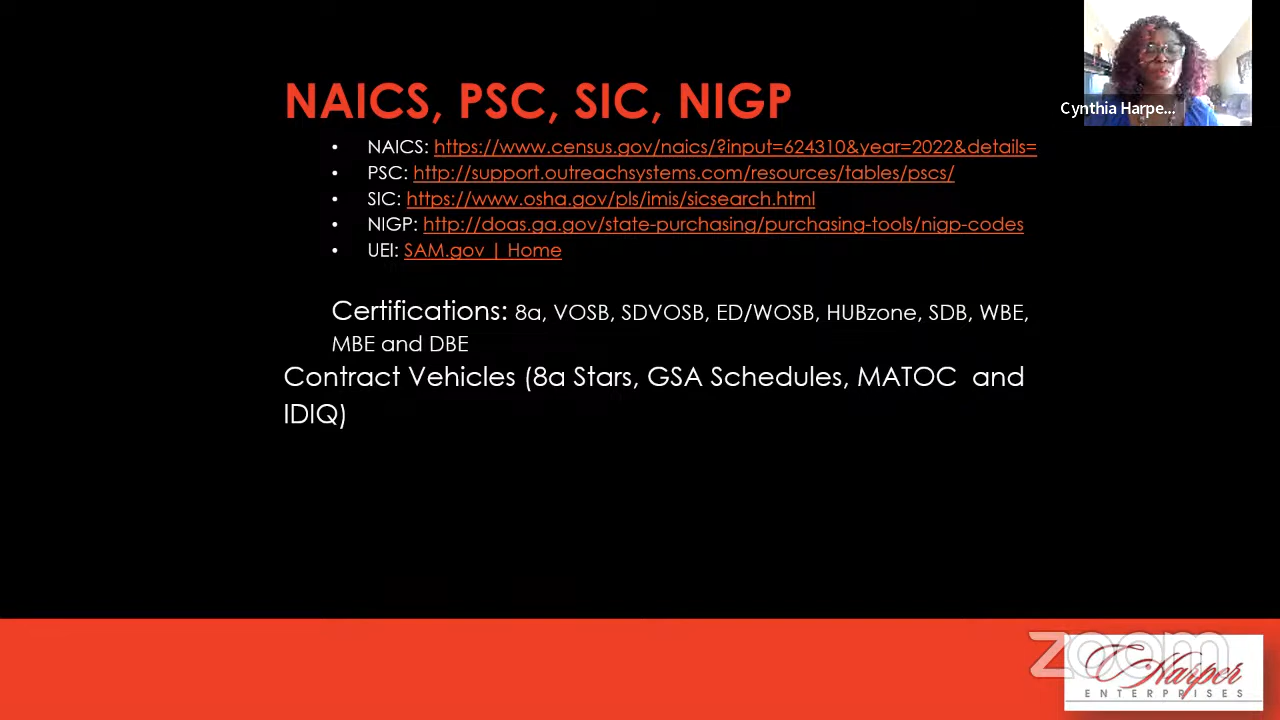 Cynthia Harpe...
NAICS, PSC, SIC, NIGP
• NAICS: https://www.census.gov/naics/?input=624310&year=2022&details=
• PSC: http://support.outreachsystems.com/resources/tables/pscs/
• SIC: https://www.osha.gov/pls/imis/sicsearch.html
• NIGP: http://doas.ga.gov/state-purchasing/purchasing-tools/nigp-codes
• UEI: SAM.gov | Home
Certifications: 8a, VOSB, SDVOSB, ED/WOSB, HUBzone, SDB, WBE,
MBE and DBE
Contract Vehicles (8a Stars, GSA Schedules, MATOC and
IDIQ)
zoom
C Harper
ENTERPRISES